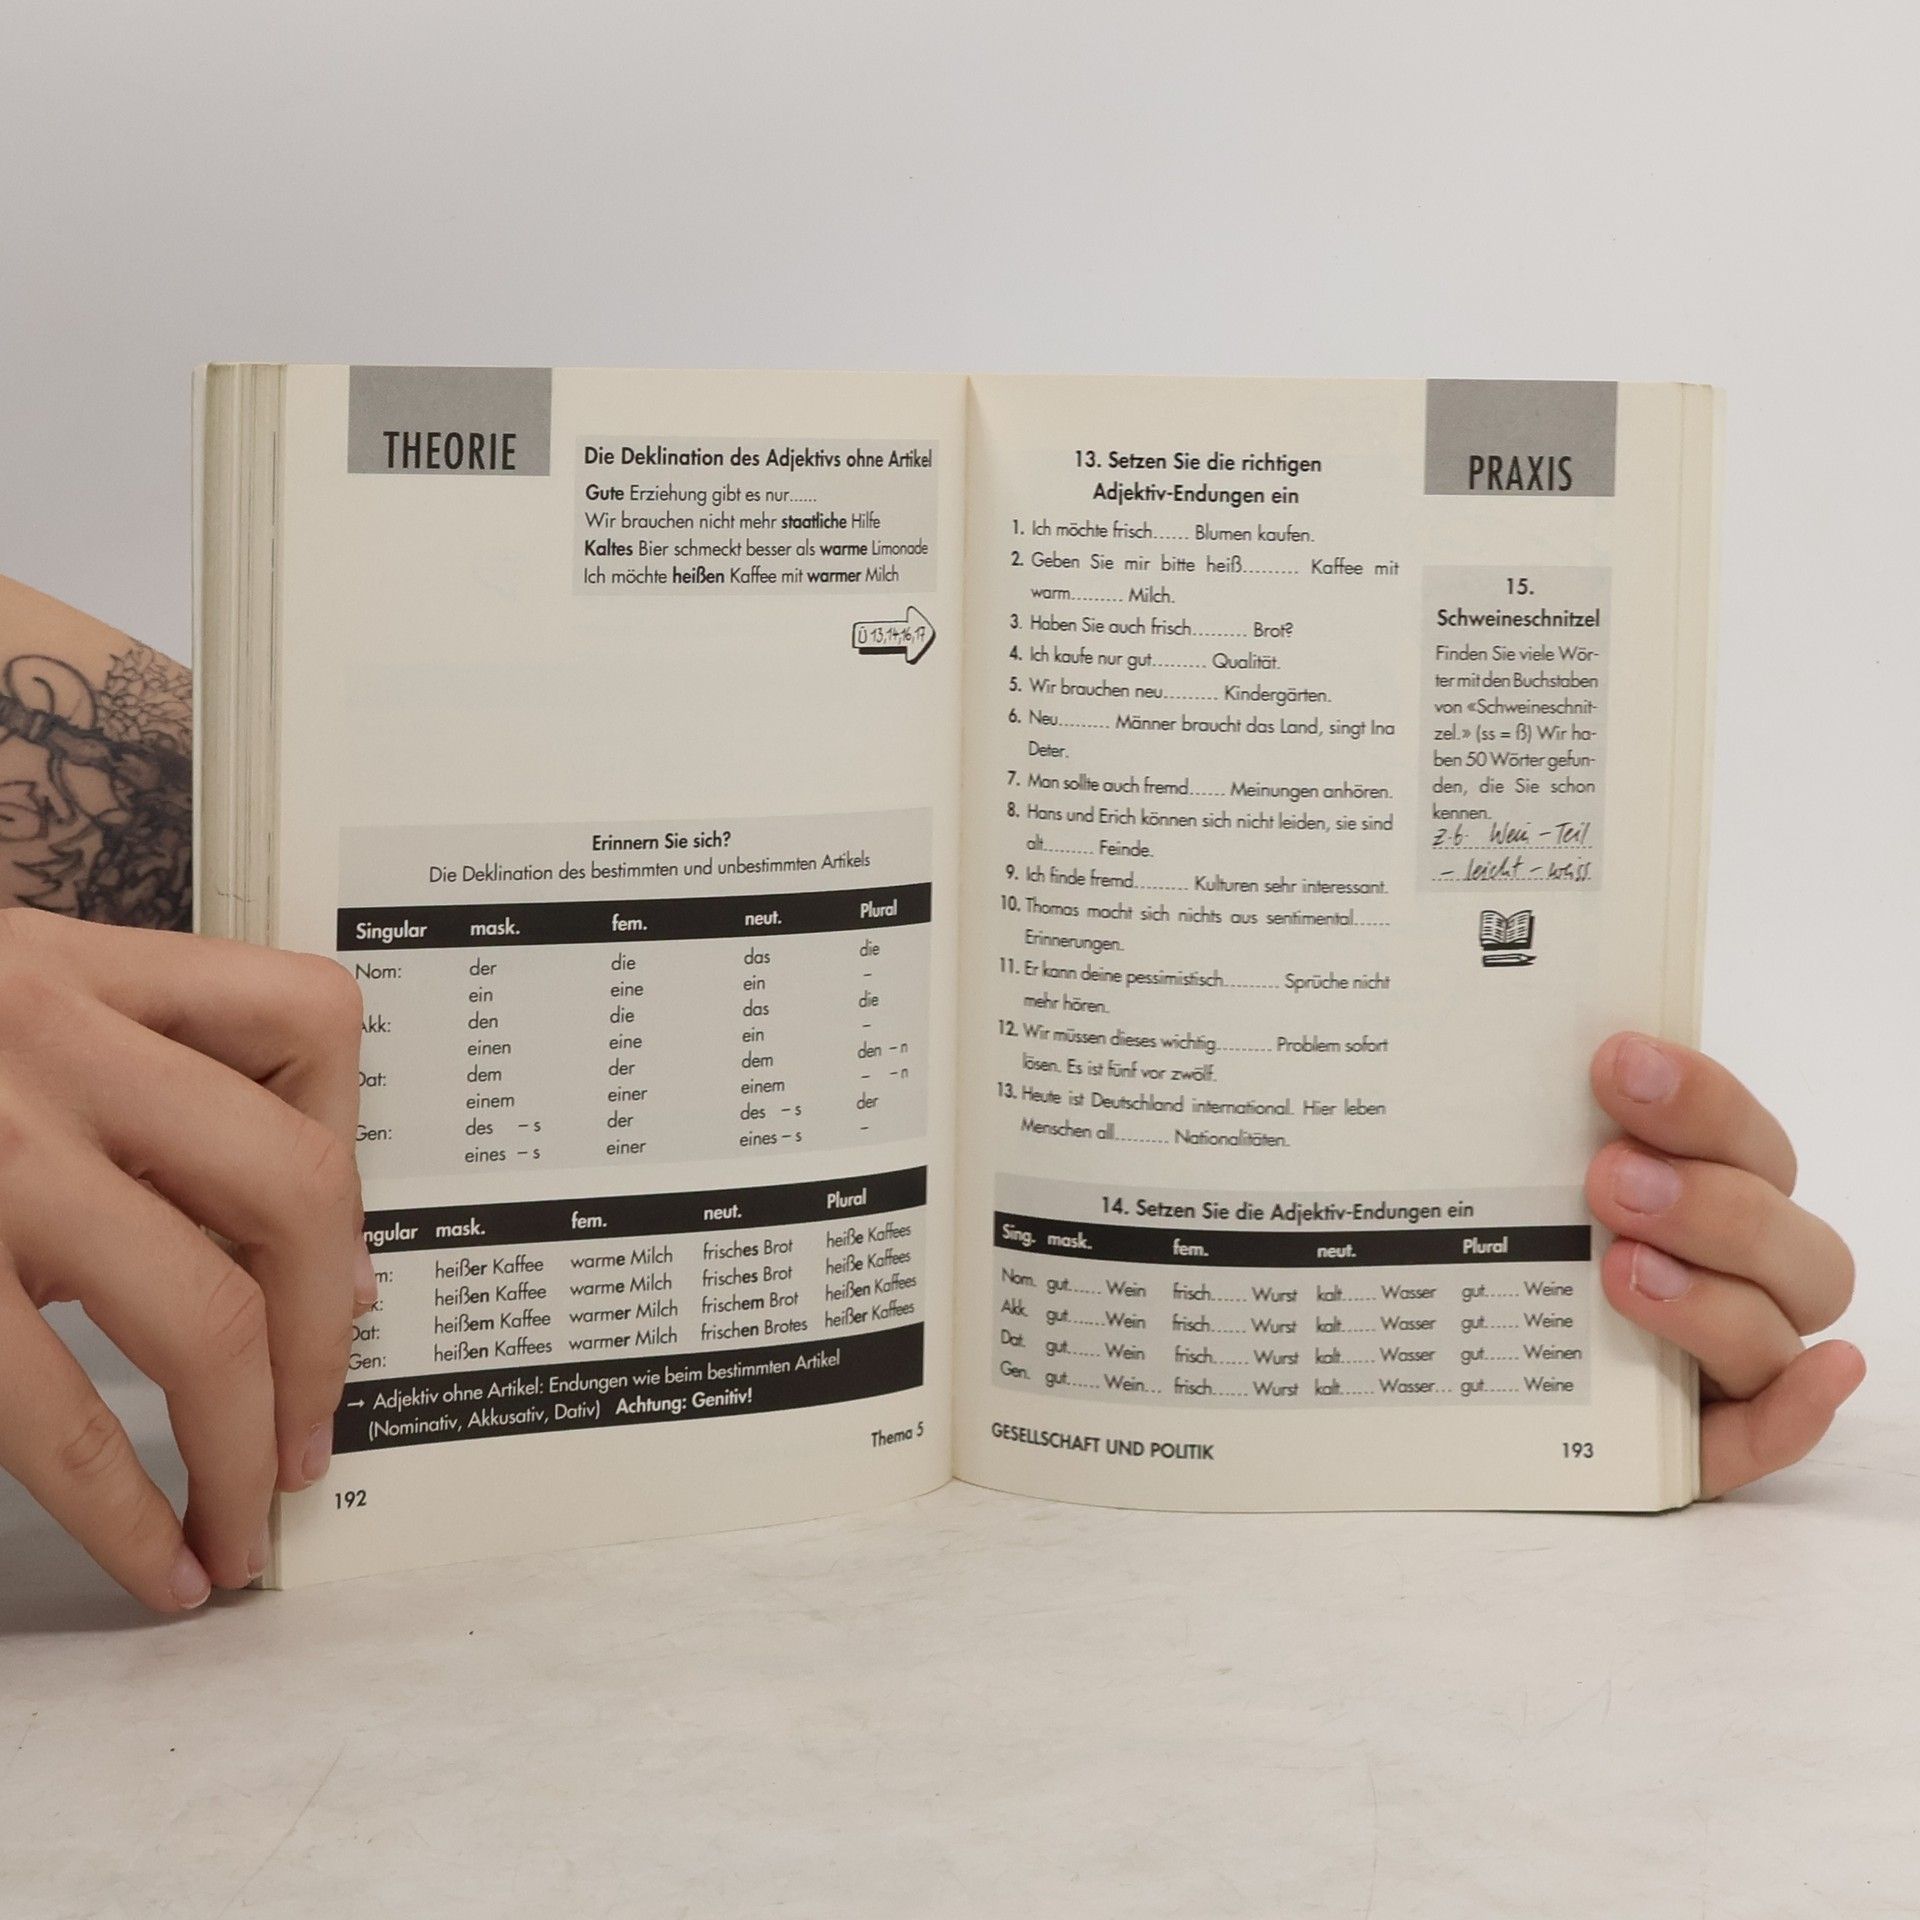 THEORIE
Die Deklination des Adjektivs ohne Artikel
Gute Erziehung gibt es nur......
Wir brauchen nicht mehr staatliche Hilfe
Kaltes Bier schmeckt besser als warme Limonade
Ich möchte heißen Kaffee mit warmer Milch
Ü 13,14,16,17
Erinnern Sie sich?
Die Deklination des bestimmten und unbestimmten Artikels
Singular mask. fem. neut. Plural
Nom: der die das die
ein eine ein –
Akk: den die das die
einen eine ein –
Dat: dem der dem den –n
einem einer einem – –n
Gen: des –s der des –s der
eines –s einer eines–s –
ngular mask. fem. neut. Plural
m: heißer Kaffee warme Milch frisches Brot heiße Kaffees
k: heißen Kaffee warme Milch frisches Brot heiße Kaffees
Dat: heißem Kaffee warmer Milch frischem Brot heißen Kaffees
Gen: heißen Kaffees warmer Milch frischen Brotes heißer Kaffees
→ Adjektiv ohne Artikel: Endungen wie beim bestimmten Artikel
(Nominativ, Akkusativ, Dativ) Achtung: Genitiv!
Thema 5
192
PRAXIS
13. Setzen Sie die richtigen
Adjektiv-Endungen ein
1. Ich möchte frisch...... Blumen kaufen.
2. Geben Sie mir bitte heiß......... Kaffee mit
warm......... Milch.
3. Haben Sie auch frisch......... Brot?
4. Ich kaufe nur gut......... Qualität.
5. Wir brauchen neu......... Kindergärten.
6. Neu......... Männer braucht das Land, singt Ina
Deter.
7. Man sollte auch fremd...... Meinungen anhören.
8. Hans und Erich können sich nicht leiden, sie sind
alt......... Feinde.
9. Ich finde fremd......... Kulturen sehr interessant.
10. Thomas macht sich nichts aus sentimental......
Erinnerungen.
11. Er kann deine pessimistisch......... Sprüche nicht
mehr hören.
12. Wir müssen dieses wichtig......... Problem sofort
lösen. Es ist fünf vor zwölf.
13. Heute ist Deutschland international. Hier leben
Menschen all......... Nationalitäten.
15.
Schweineschnitzel
Finden Sie viele Wör-
ter mit den Buchstaben
von «Schweineschnit-
zel.» (ss = ß) Wir ha-
ben 50 Wörter gefun-
den, die Sie schon
kennen.
z.b. Wein – Teil
– leicht – weiss
14. Setzen Sie die Adjektiv-Endungen ein
Sing. mask. fem. neut. Plural
Nom. gut...... Wein frisch...... Wurst kalt...... Wasser gut...... Weine
Akk. gut.......Wein frisch...... Wurst kalt...... Wasser gut...... Weine
Dat. gut...... Wein frisch...... Wurst kalt...... Wasser gut...... Weinen
Gen. gut...... Wein... frisch...... Wurst kalt...... Wasser... gut...... Weine
GESELLSCHAFT UND POLITIK
193